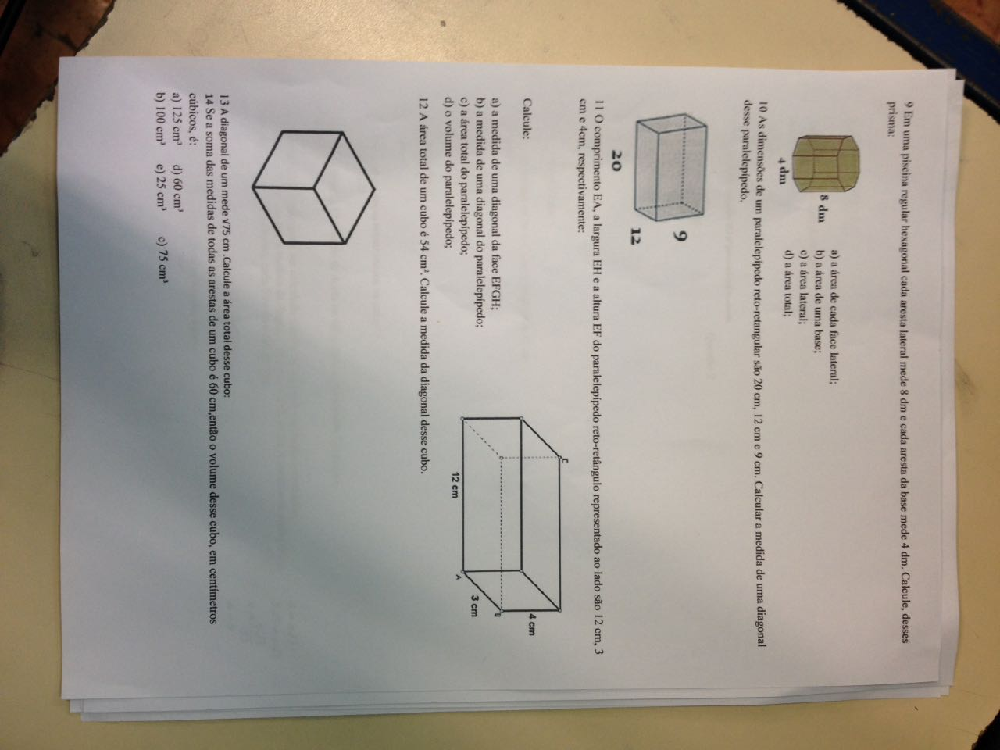 9 Em uma piscina regular hexagonal cada aresta lateral mede 8 dm e cada aresta da base mede 4 dm. Calcule, desses
prisma:
8 dm
4 dm
a) a área de cada face lateral;
b) a área de uma base;
c) a área lateral;
d) a área total;
10 As dimensões de um paralelepípedo reto-retangular são 20 cm, 12 cm e 9 cm. Calcular a medida de uma diagonal
desse paralelepípedo.
9
12
20
11 O comprimento EA, a largura EH e a altura EF do paralelepípedo reto-retângulo representado ao lado são 12 cm, 3
cm e 4cm, respectivamente:
Calcule:
a) a medida de uma diagonal da face EFGH;
b) a medida de uma diagonal do paralelepípedo;
c) a área total do paralelepípedo;
d) o volume do paralelepípedo;
C
4 cm
B
3 cm
A
12 cm
12 A área total de um cubo é 54 cm². Calcule a medida da diagonal desse cubo.
13 A diagonal de um mede √75 cm .Calcule a área total desse cubo:
14 Se a soma das medidas de todas as arestas de um cubo é 60 cm,então o volume desse cubo, em centímetros
cúbicos, é:
a) 125 cm³ d) 60 cm³
b) 100 cm³ e) 25 cm³ c) 75 cm³